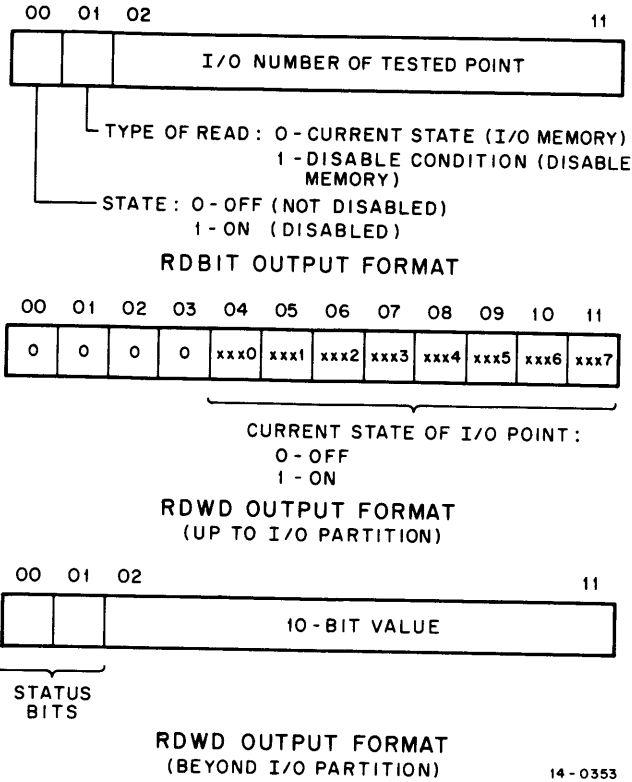 00 01 02 11
I/O NUMBER OF TESTED POINT
TYPE OF READ: 0-CURRENT STATE (I/O MEMORY)
1-DISABLE CONDITION (DISABLE
MEMORY)
STATE: 0-OFF (NOT DISABLED)
1-ON (DISABLED)
RDBIT OUTPUT FORMAT
00 01 02 03 04 05 06 07 08 09 10 11
0 0 0 0 xxx0 xxx1 xxx2 xxx3 xxx4 xxx5 xxx6 xxx7
CURRENT STATE OF I/O POINT:
0-OFF
1-ON
RDWD OUTPUT FORMAT
(UP TO I/O PARTITION)
00 01 02 11
10-BIT VALUE
STATUS
BITS
RDWD OUTPUT FORMAT
(BEYOND I/O PARTITION)
14-0353